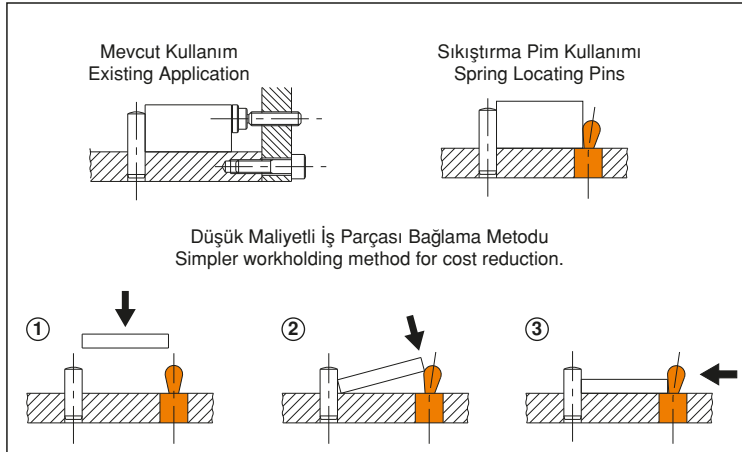 Mevcut Kullanım
Existing Application
Sıkıştırma Pim Kullanımı
Spring Locating Pins
Düşük Maliyetli İş Parçası Bağlama Metodu
Simpler workholding method for cost reduction.
1
2
3